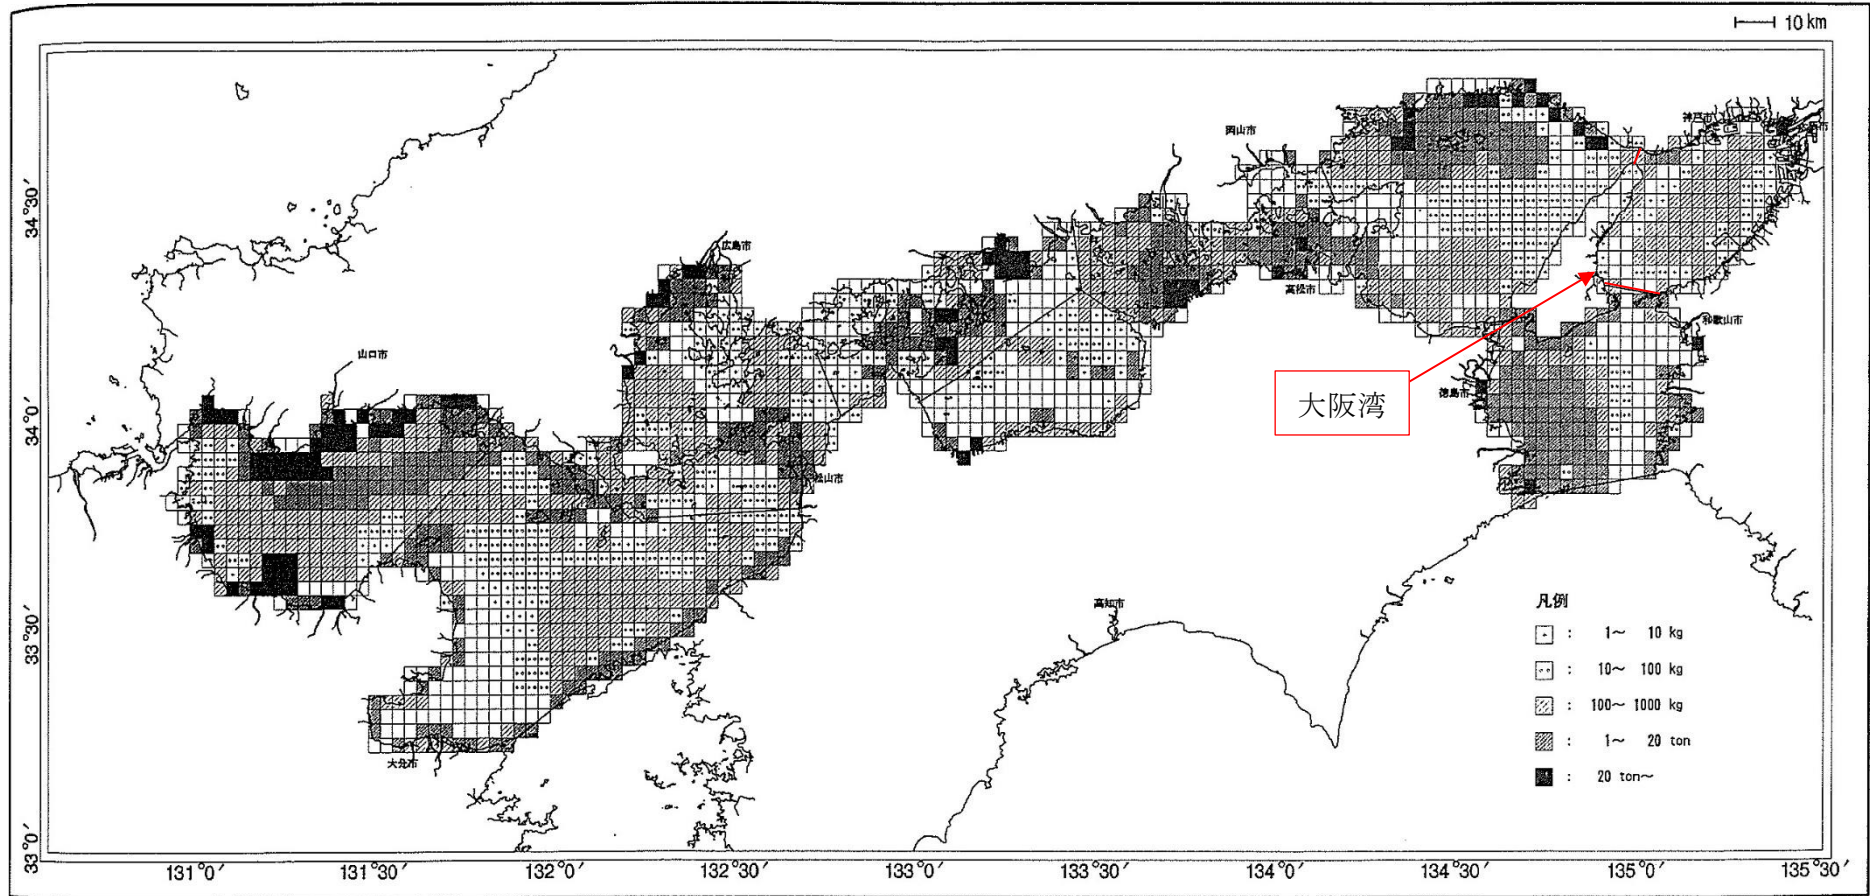 10 km
神戸市
岡山市
34°30′
広島市
高松市
和歌山市
山口市
徳島市
大阪湾
34°0′
松山市
高知市
凡例
1～ 10 kg
33°30′
10～ 100 kg
100～ 1000 kg
1～ 20 ton
大分市
20 ton～
33°0′
131°0′
131°30′
132°0′
132°30′
133°0′
133°30′
134°0′
134°30′
135°0′
135°30′